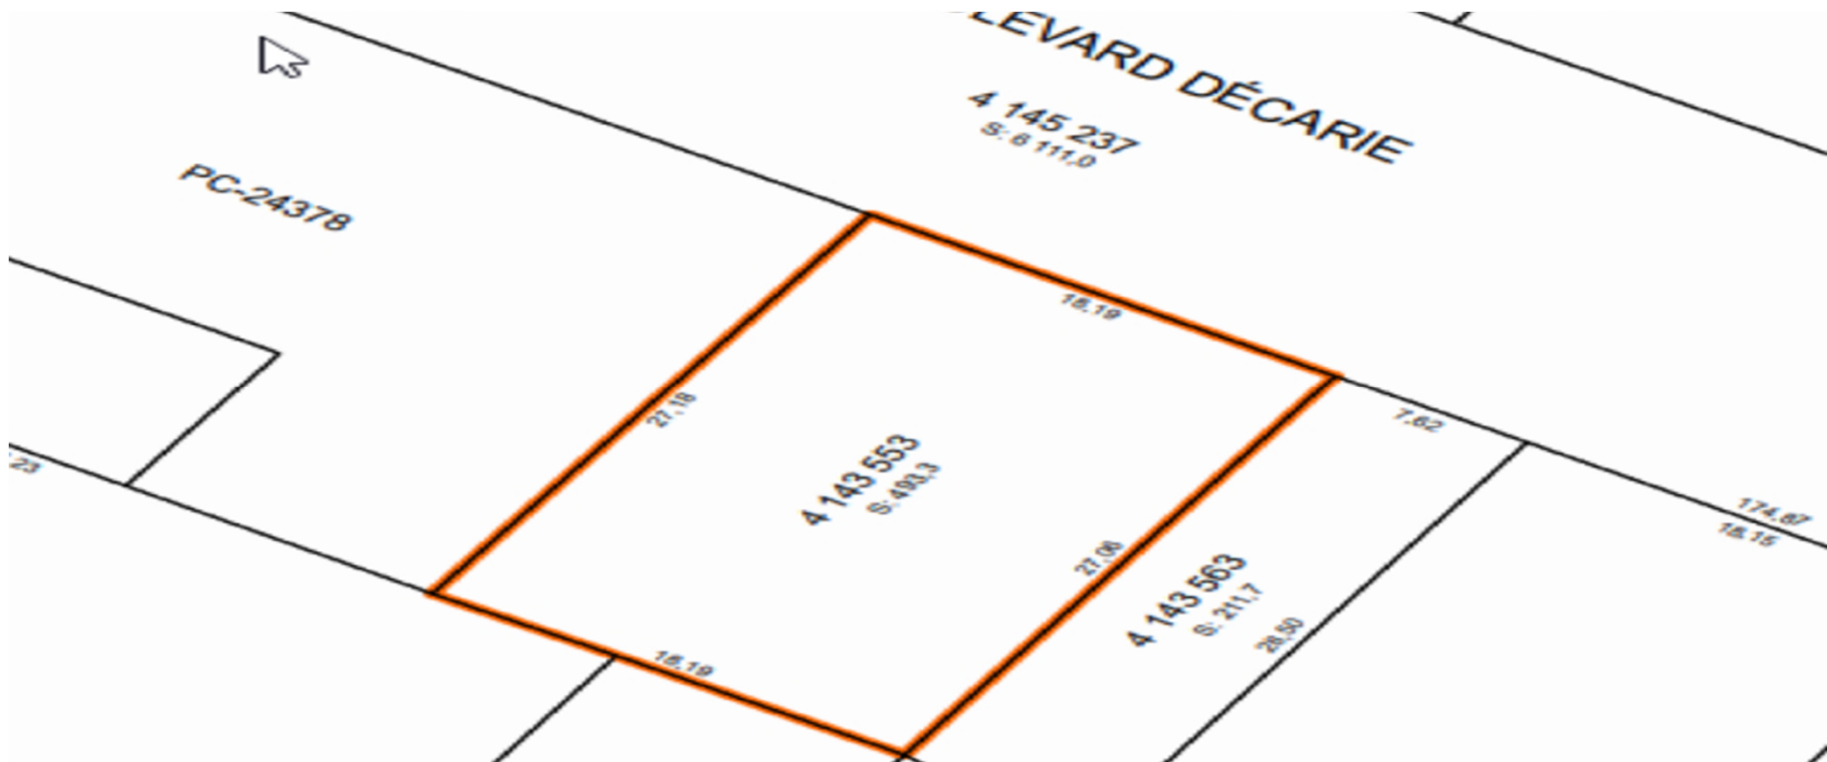 LEVARD DÉCARIE
4 145 237
S: 6 111,0
PC-24378
18,19
27,18
7,62
4 143 553
S: 493,3
,23
174,67
18,15
27,06
4 143 563
S: 211,7
28,50
18,19